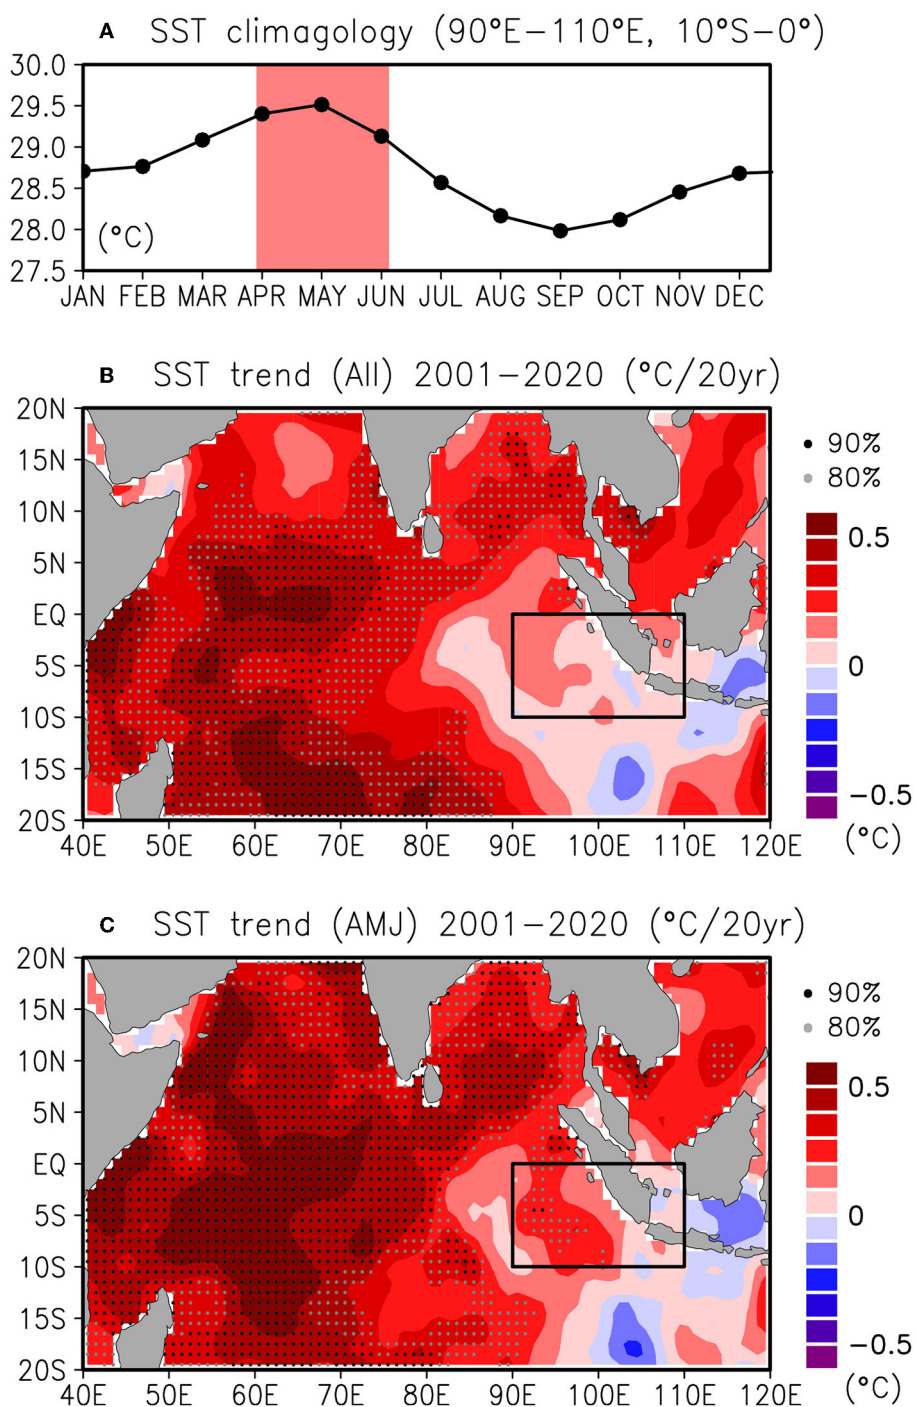 A SST climagology (90°E−110°E, 10°S−0°)
30.0
29.5
29.0
28.5
28.0
27.5
(°C)
JAN FEB MAR APR MAY JUN JUL AUG SEP OCT NOV DEC
B SST trend (All) 2001−2020 (°C/20yr)
20N
15N
10N
5N
EQ
5S
10S
15S
20S
40E 50E 60E 70E 80E 90E 100E 110E 120E
90%
80%
0.5
0
−0.5
(°C)
C SST trend (AMJ) 2001−2020 (°C/20yr)
20N
15N
10N
5N
EQ
5S
10S
15S
20S
40E 50E 60E 70E 80E 90E 100E 110E 120E
90%
80%
0.5
0
−0.5
(°C)